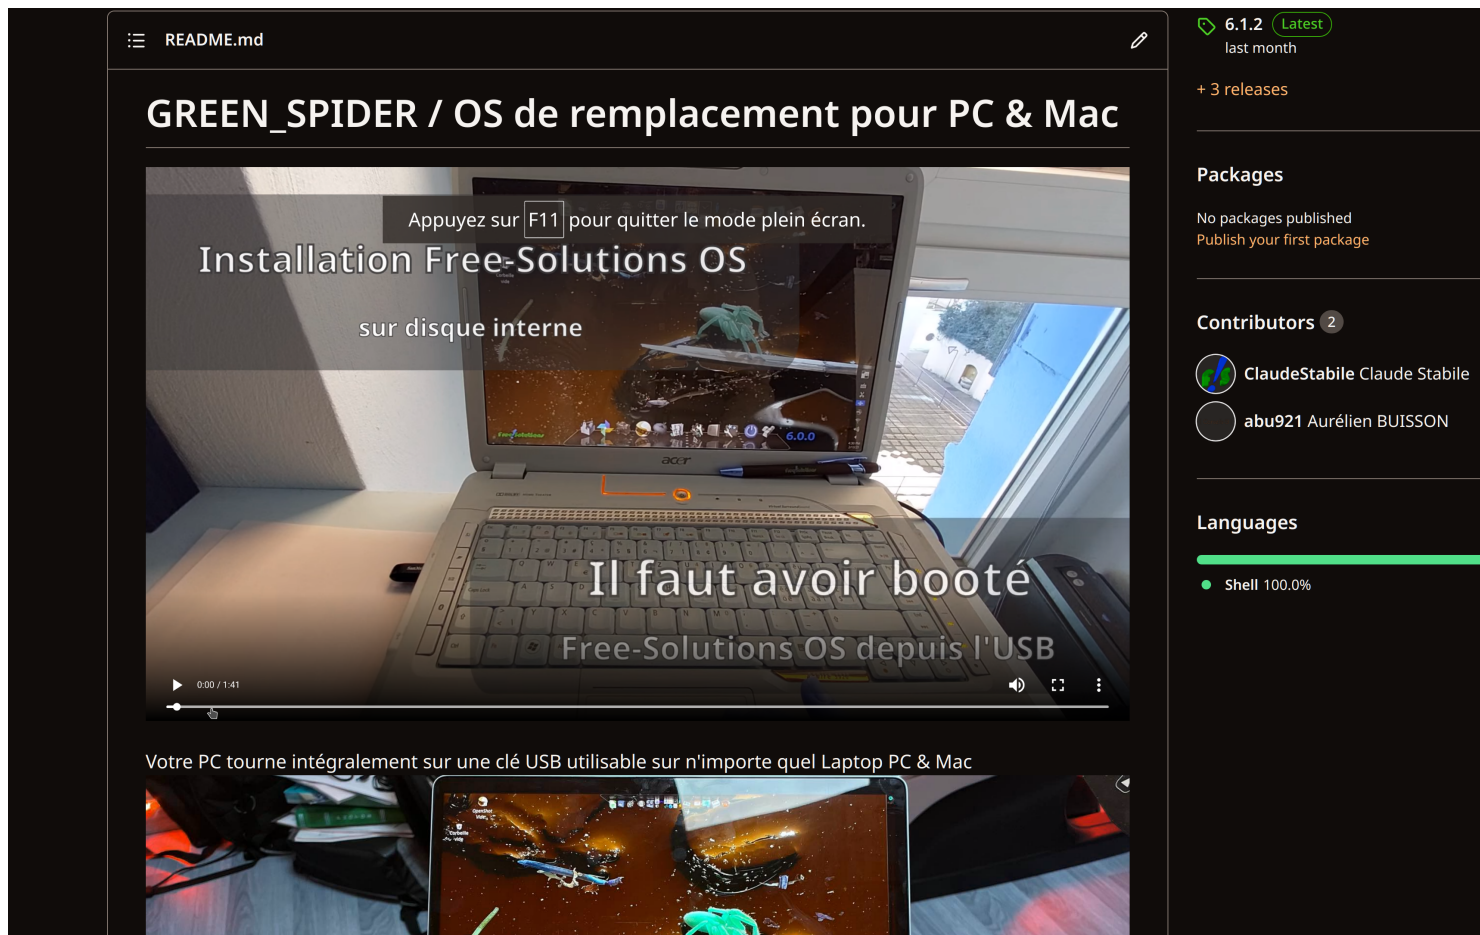 README.md
GREEN_SPIDER / OS de remplacement pour PC & Mac
Appuyez sur F11 pour quitter le mode plein écran.
Installation Free-Solutions OS
sur disque interne
6.0.0
acer
Il faut avoir booté
Free-Solutions OS depuis l'USB
0:00 / 1:41
Votre PC tourne intégralement sur une clé USB utilisable sur n'importe quel Laptop PC & Mac
OpenShot
Corbeille
vide
6.1.2 Latest
last month
+ 3 releases
Packages
No packages published
Publish your first package
Contributors 2
ClaudeStabile Claude Stabile
abu921 Aurélien BUISSON
Languages
Shell 100.0%